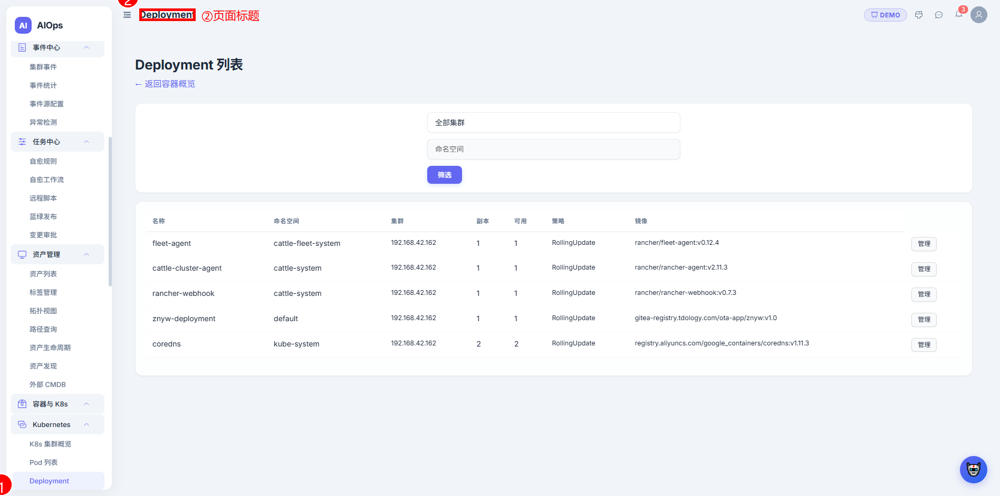 2
Deployment ②页面标题
DEMO
3
AI AIOps
事件中心
集群事件
事件统计
事件源配置
异常检测
任务中心
自愈规则
自愈工作流
远程脚本
蓝绿发布
变更审批
资产管理
资产列表
标签管理
拓扑视图
路径查询
资产生命周期
资产发现
外部 CMDB
容器与 K8s
Kubernetes
K8s 集群概览
Pod 列表
Deployment
1
Deployment 列表
← 返回容器概览
全部集群
命名空间
筛选
名称 命名空间 集群 副本 可用 策略 镜像
fleet-agent cattle-fleet-system 192.168.42.162 1 1 RollingUpdate rancher/fleet-agent:v0.12.4 管理
cattle-cluster-agent cattle-system 192.168.42.162 1 1 RollingUpdate rancher/rancher-agent:v2.11.3 管理
rancher-webhook cattle-system 192.168.42.162 1 1 RollingUpdate rancher/rancher-webhook:v0.7.3 管理
znyw-deployment default 192.168.42.162 1 1 RollingUpdate gitea-registry.tdology.com/ota-app/znyw:v1.0 管理
coredns kube-system 192.168.42.162 2 2 RollingUpdate registry.aliyuncs.com/google_containers/coredns:v1.11.3 管理